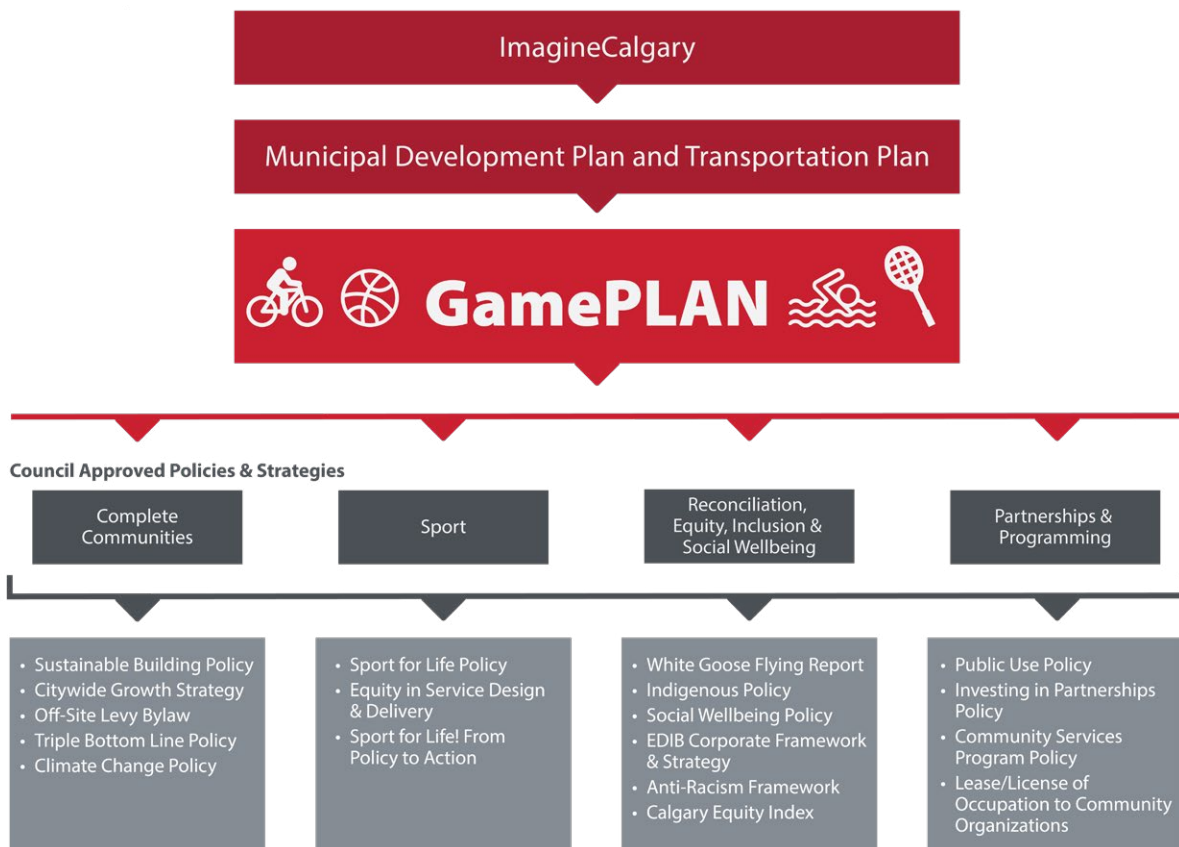 ImagineCalgary
Municipal Development Plan and Transportation Plan
GamePLAN
Council Approved Policies & Strategies
Complete
Communities
Sport
Reconciliation,
Equity, Inclusion &
Social Wellbeing
Partnerships &
Programming
• Sustainable Building Policy
• Citywide Growth Strategy
• Off-Site Levy Bylaw
• Triple Bottom Line Policy
• Climate Change Policy
• Sport for Life Policy
• Equity in Service Design
& Delivery
• Sport for Life! From
Policy to Action
• White Goose Flying Report
• Indigenous Policy
• Social Wellbeing Policy
• EDIB Corporate Framework
& Strategy
• Anti-Racism Framework
• Calgary Equity Index
• Public Use Policy
• Investing in Partnerships
Policy
• Community Services
Program Policy
• Lease/License of
Occupation to Community
Organizations